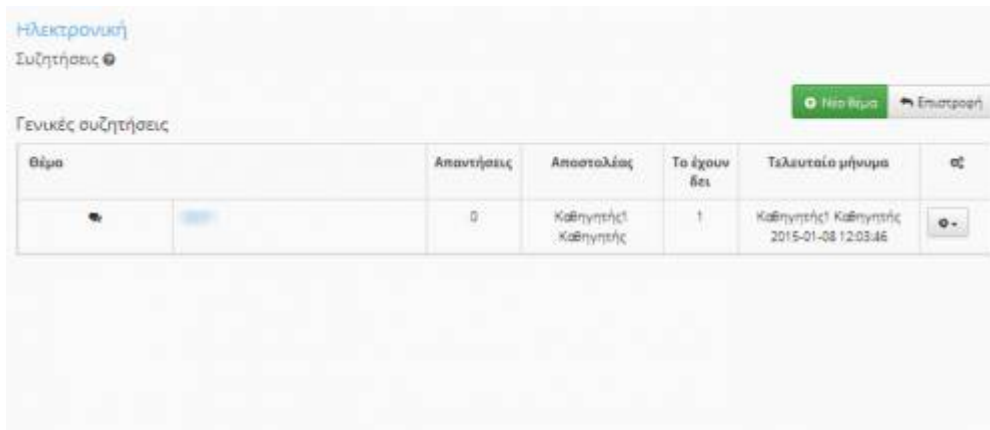 Ηλεκτρονική
Συζητήσεις
Νέο θέμα Επιστροφή
Γενικές συζητήσεις
Θέμα Απαντήσεις Αποστολέας Το έχουν δει Τελευταίο μήνυμα
0 Καθηγητής1 Καθηγητής 1 Καθηγητής1 Καθηγητής 2015-01-08 12:03:46